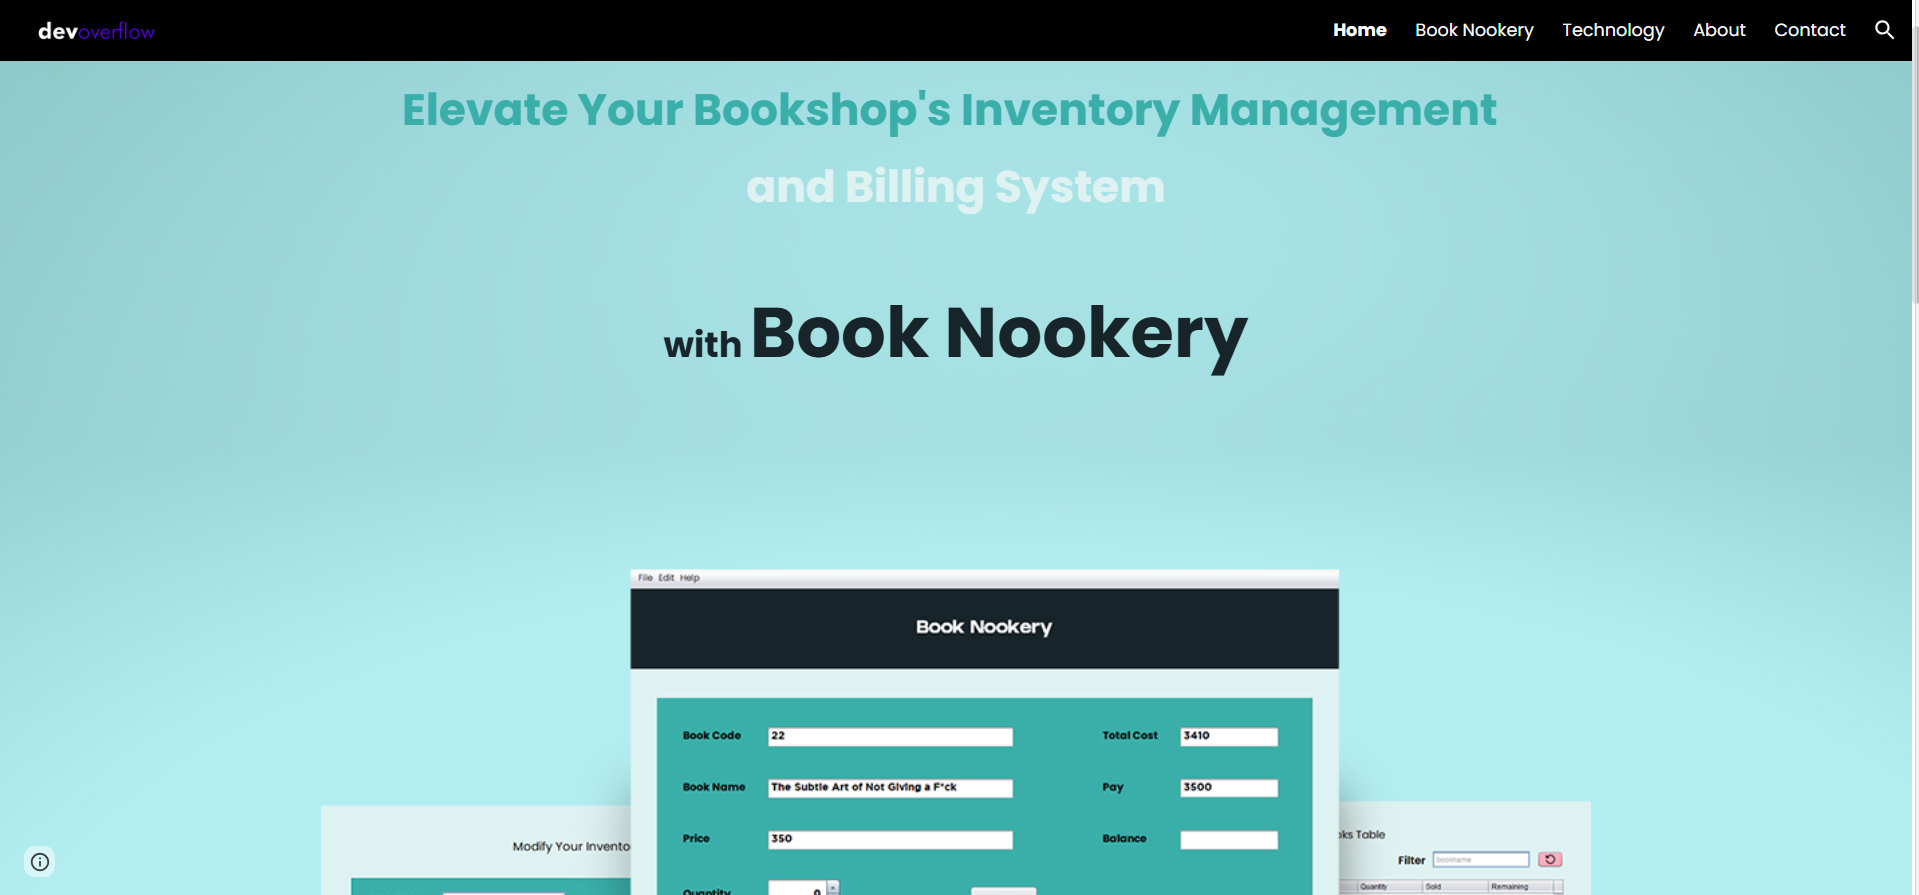 devoverflow
Home Book Nookery Technology About Contact
Elevate Your Bookshop's Inventory Management
and Billing System
with Book Nookery
File Edit Help
Book Nookery
Book Code 22 Total Cost 3410
Book Name The Subtle Art of Not Giving a F*ck Pay 3500
Price 350 Balance
Quantity 0
Modify Your Invento
oks Table
Filter bookname
Quantity Sold Remaining